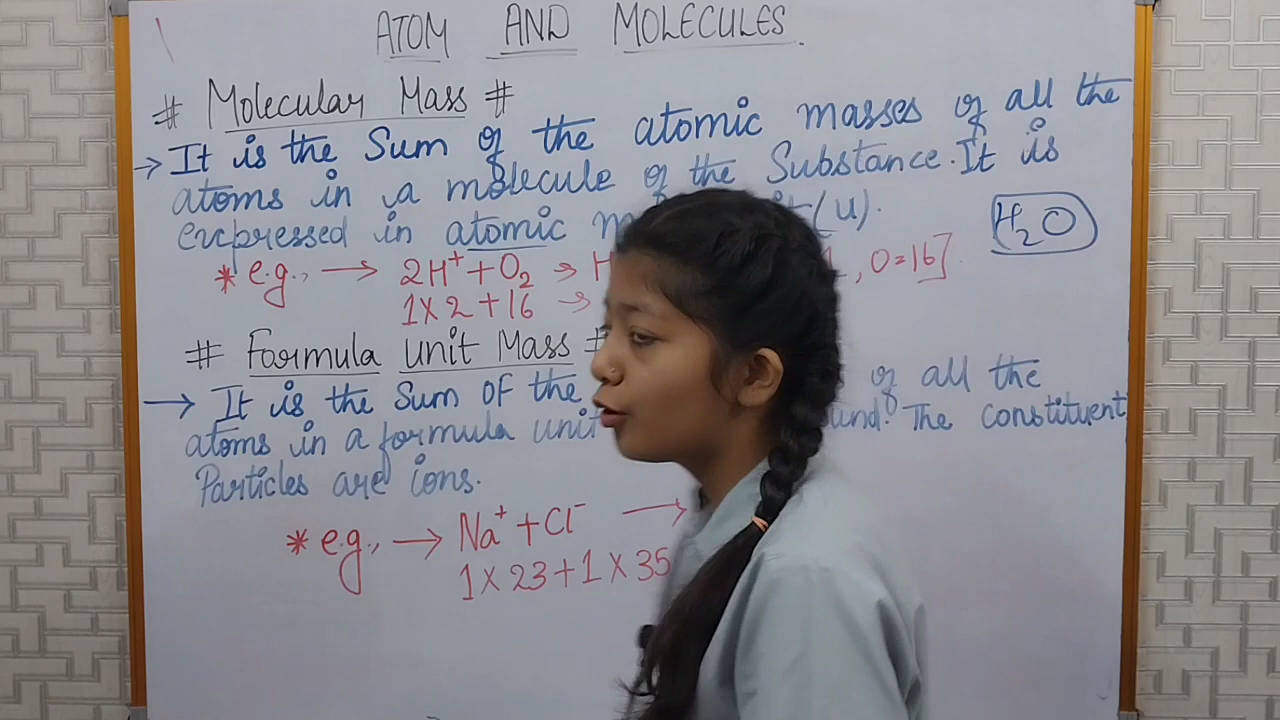 ATOM AND MOLECULES.
# Molecular Mass #
→ It is the Sum of the atomic masses of all the
atoms in a molecule of the Substance. It is
expressed in atomic (u).
H₂O
* e.g., → 2H⁺ + O₂ → H , O=16]
1 X 2 + 16 →
# Formula unit Mass #
→ It is the Sum OF the of all the
atoms in a formula unit The constituent
Particles are ions.
* e.g., → Na⁺ + Cl⁻ →
1 X 23 + 1 X 35